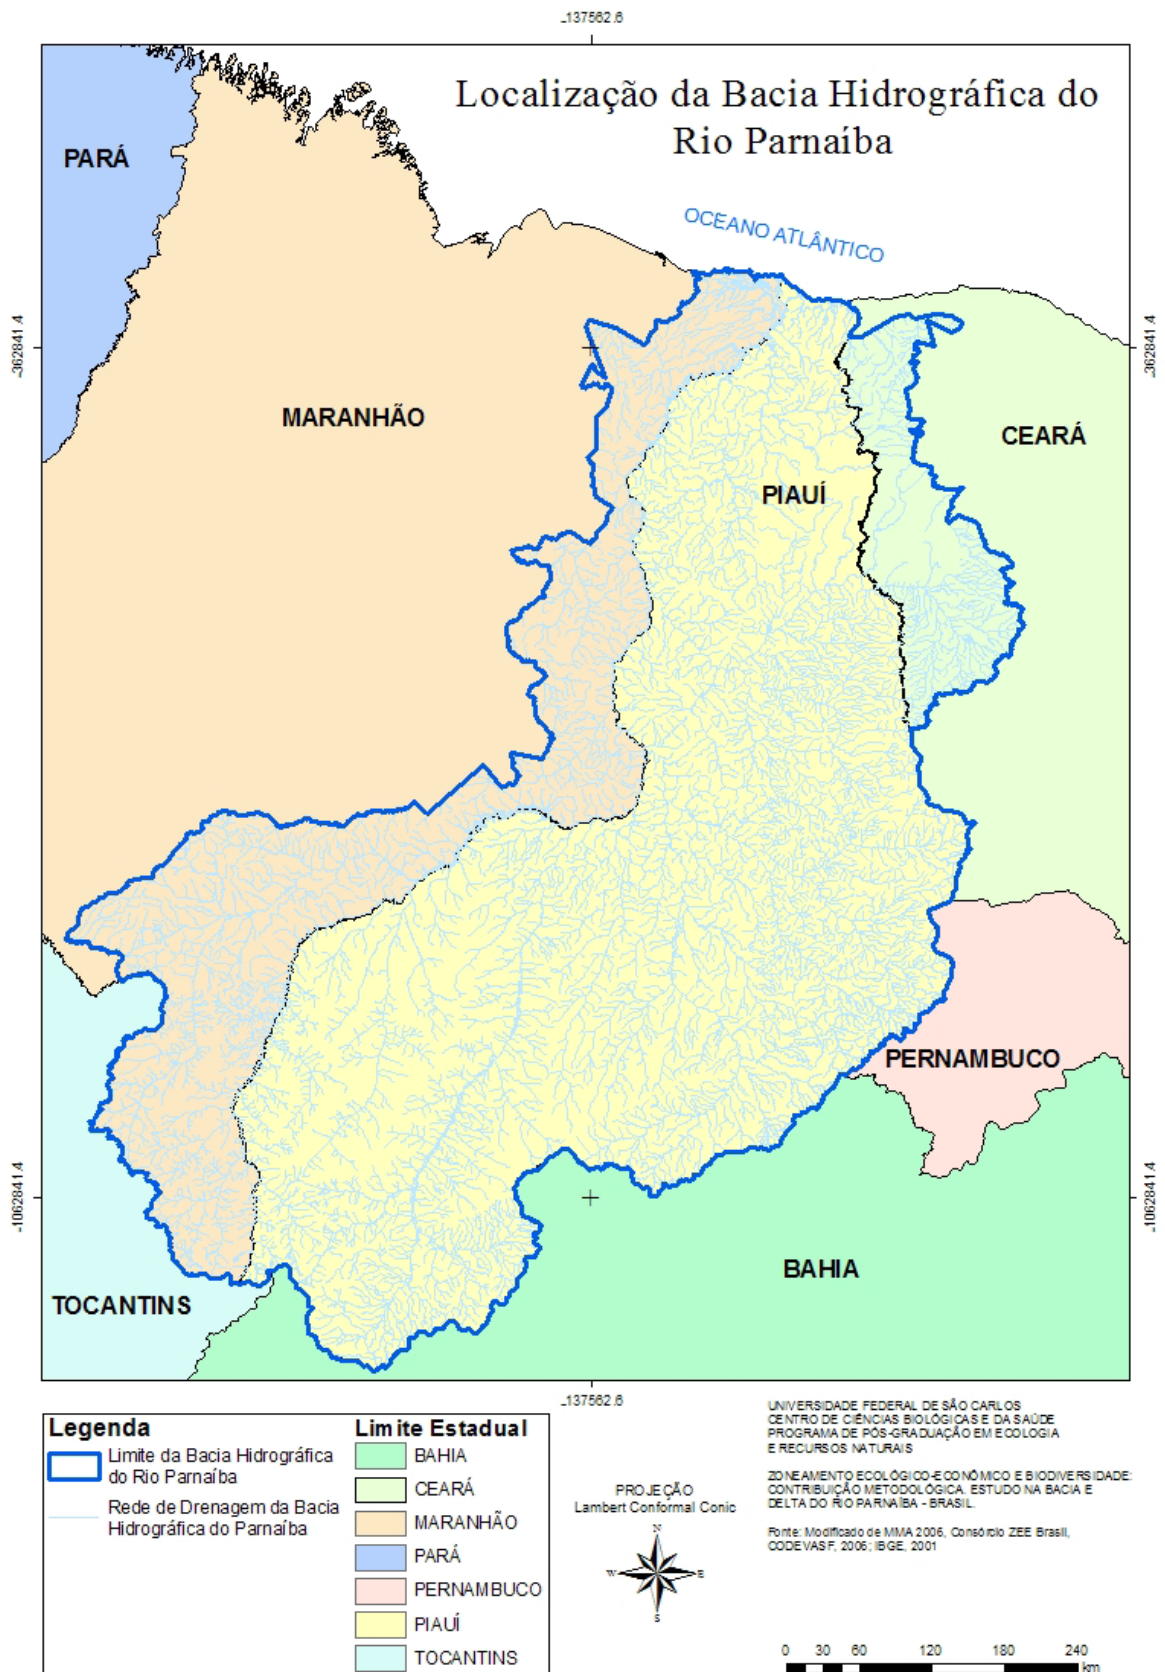 -137562.6
Localização da Bacia Hidrográfica do
Rio Parnaíba
PARÁ
OCEANO ATLÂNTICO
-362841.4
-362841.4
MARANHÃO
CEARÁ
PIAUÍ
PERNAMBUCO
-1062841.4
-1062841.4
BAHIA
TOCANTINS
-137562.6
Legenda
Limite da Bacia Hidrográfica
do Rio Parnaíba
Rede de Drenagem da Bacia
Hidrográfica do Parnaíba
Limite Estadual
BAHIA
CEARÁ
MARANHÃO
PARÁ
PERNAMBUCO
PIAUÍ
TOCANTINS
PROJEÇÃO
Lambert Conformal Conic
N
W E
S
UNIVERSIDADE FEDERAL DE SÃO CARLOS
CENTRO DE CIÊNCIAS BIOLÓGICAS E DA SAÚDE
PROGRAMA DE PÓS-GRADUAÇÃO EM ECOLOGIA
E RECURSOS NATURAIS
ZONEAMENTO ECOLÓGICO-ECONÔMICO E BIODIVERSIDADE:
CONTRIBUIÇÃO METODOLÓGICA. ESTUDO NA BACIA E
DELTA DO RIO PARNAÍBA - BRASIL.
Fonte: Modificado de MMA 2006, Consórcio ZEE Brasil,
CODEVASF, 2006; IBGE, 2001
0 30 60 120 180 240
km